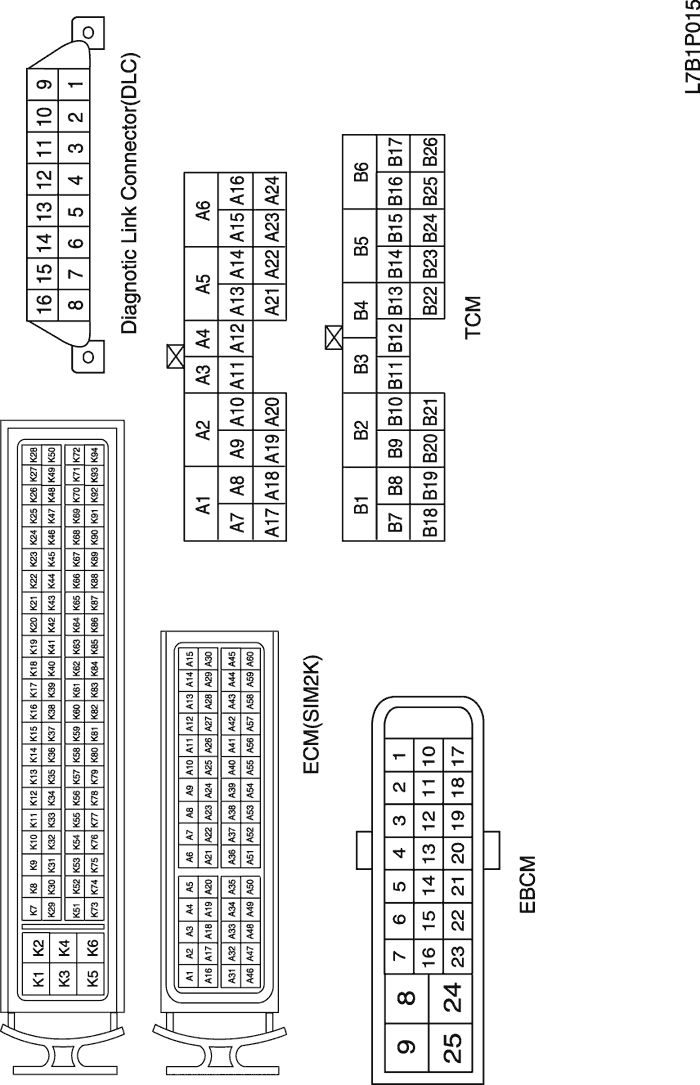 K1 K2
K3 K4
K5 K6
K7 K8 K9 K10 K11 K12 K13 K14 K15 K16 K17 K18 K19 K20 K21 K22 K23 K24 K25 K26 K27 K28
K29 K30 K31 K32 K33 K34 K35 K36 K37 K38 K39 K40 K41 K42 K43 K44 K45 K46 K47 K48 K49 K50
K51 K52 K53 K54 K55 K56 K57 K58 K59 K60 K61 K62 K63 K64 K65 K66 K67 K68 K69 K70 K71 K72
K73 K74 K75 K76 K77 K78 K79 K80 K81 K82 K83 K84 K85 K86 K87 K88 K89 K90 K91 K92 K93 K94
16 15 14 13 12 11 10 9
8 7 6 5 4 3 2 1
Diagnotic Link Connector(DLC)
A1 A2 A3 A4 A5 A6 A7 A8 A9 A10 A11 A12 A13 A14 A15
A16 A17 A18 A19 A20 A21 A22 A23 A24 A25 A26 A27 A28 A29 A30
A31 A32 A33 A34 A35 A36 A37 A38 A39 A40 A41 A42 A43 A44 A45
A46 A47 A48 A49 A50 A51 A52 A53 A54 A55 A56 A57 A58 A59 A60
ECM(SIM2K)
A1 A2 A3 A4 A5 A6
A7 A8 A9 A10 A11 A12 A13 A14 A15 A16
A17 A18 A19 A20 A21 A22 A23 A24
B1 B2 B3 B4 B5 B6
B7 B8 B9 B10 B11 B12 B13 B14 B15 B16 B17
B18 B19 B20 B21 B22 B23 B24 B25 B26
TCM
9 8 7 6 5 4 3 2 1
16 15 14 13 12 11 10
25 24 23 22 21 20 19 18 17
EBCM
L7B1P015